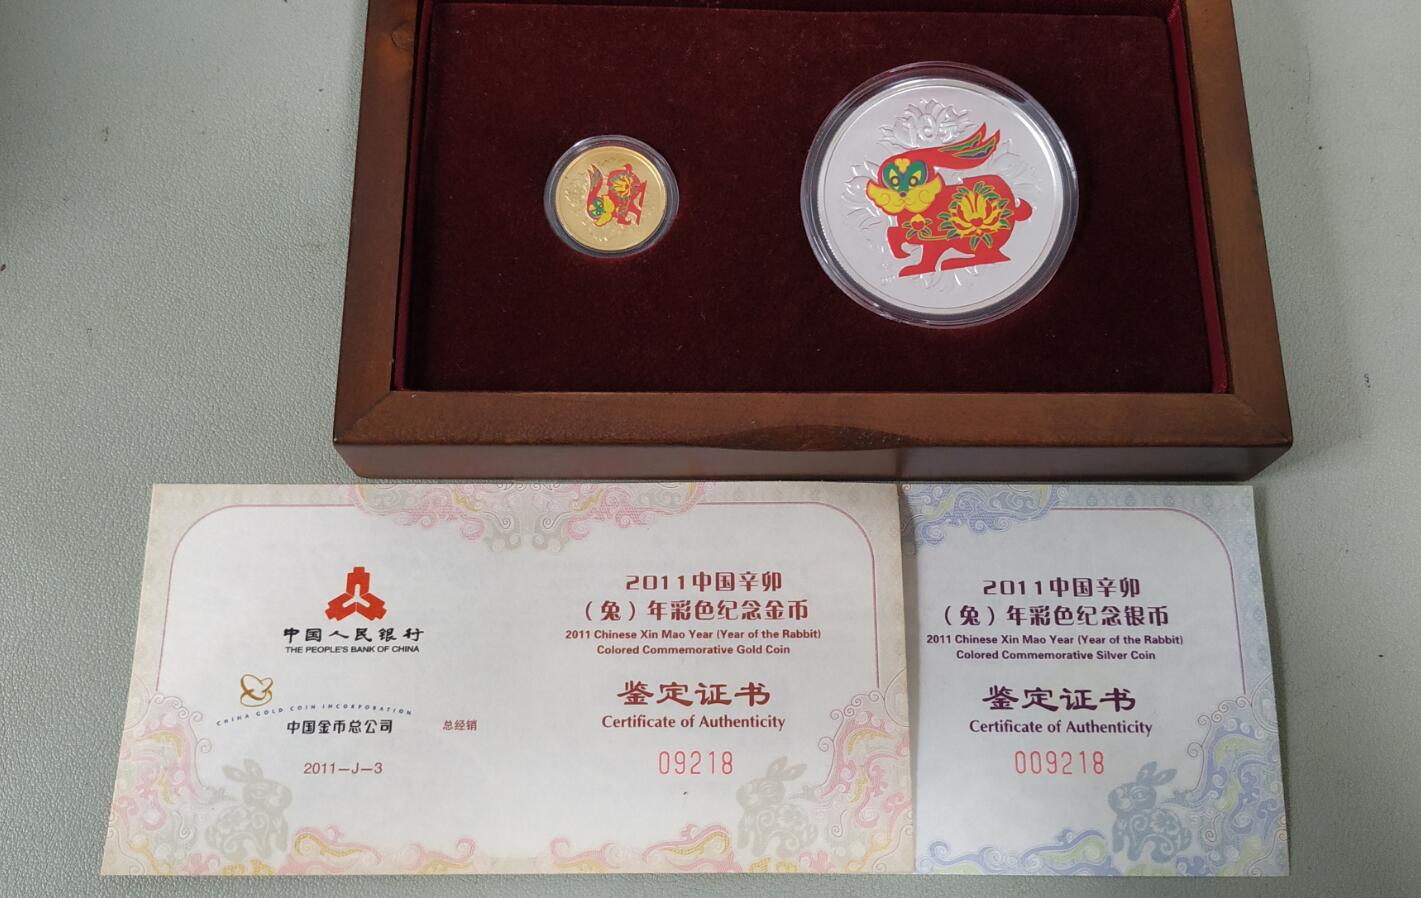 中国人民银行
THE PEOPLE'S BANK OF CHINA
CHINA GOLD COIN INCORPORATION
中国金币总公司
总经销
2011-J-3
2011中国辛卯
（兔）年彩色纪念金币
2011 Chinese Xin Mao Year (Year of the Rabbit)
Colored Commemorative Gold Coin
鉴定证书
Certificate of Authenticity
09218
2011中国辛卯
（兔）年彩色纪念银币
2011 Chinese Xin Mao Year (Year of the Rabbit)
Colored Commemorative Silver Coin
鉴定证书
Certificate of Authenticity
009218